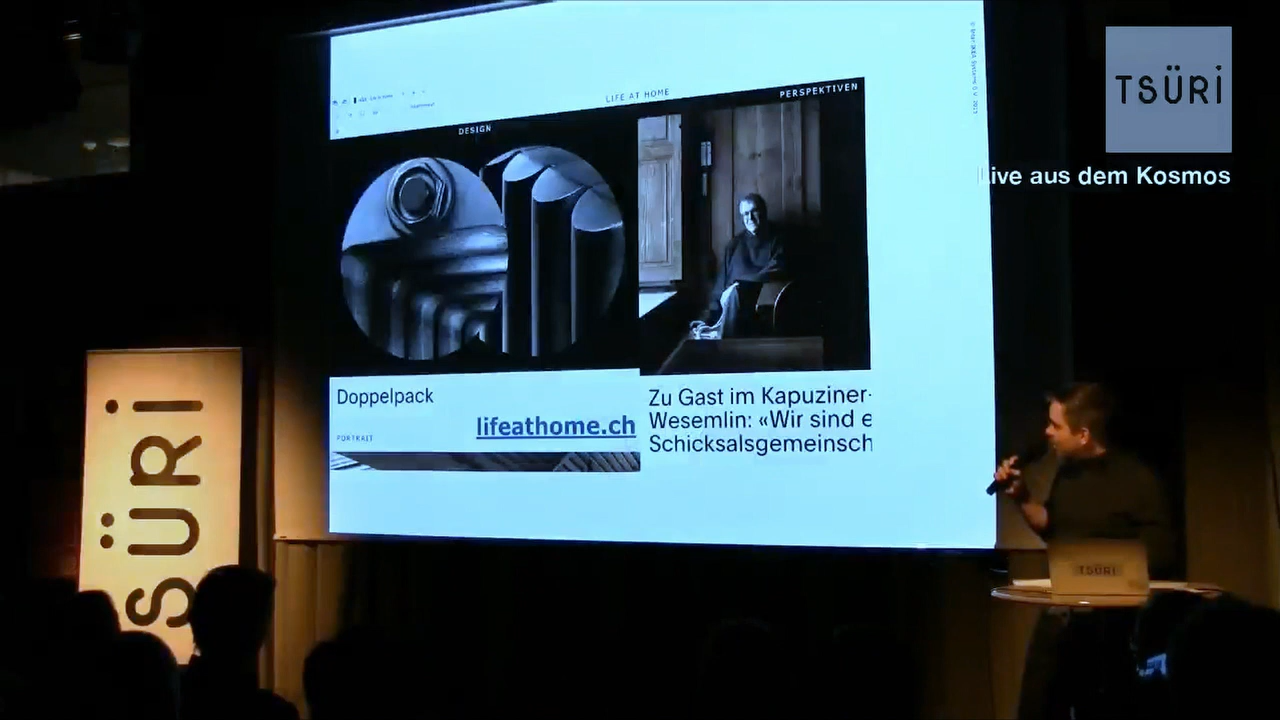 TSÜRI
Live aus dem Kosmos
LIFE AT HOME
PERSPEKTIVEN
DESIGN
Doppelpack
lifeathome.ch
PORTRAIT
Zu Gast im Kapuziner-
Wesemlin: «Wir sind e
Schicksalsgemeinsch
TSÜRI
TSÜRI